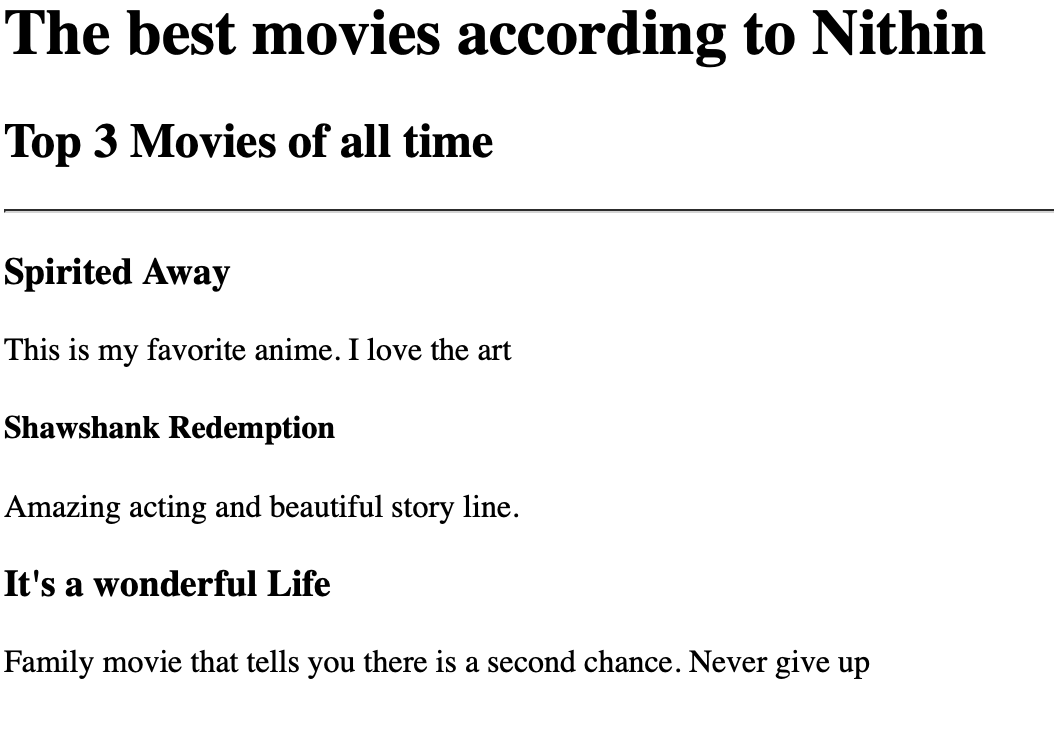 The best movies according to Nithin
Top 3 Movies of all time
Spirited Away
This is my favorite anime. I love the art
Shawshank Redemption
Amazing acting and beautiful story line.
It's a wonderful Life
Family movie that tells you there is a second chance. Never give up